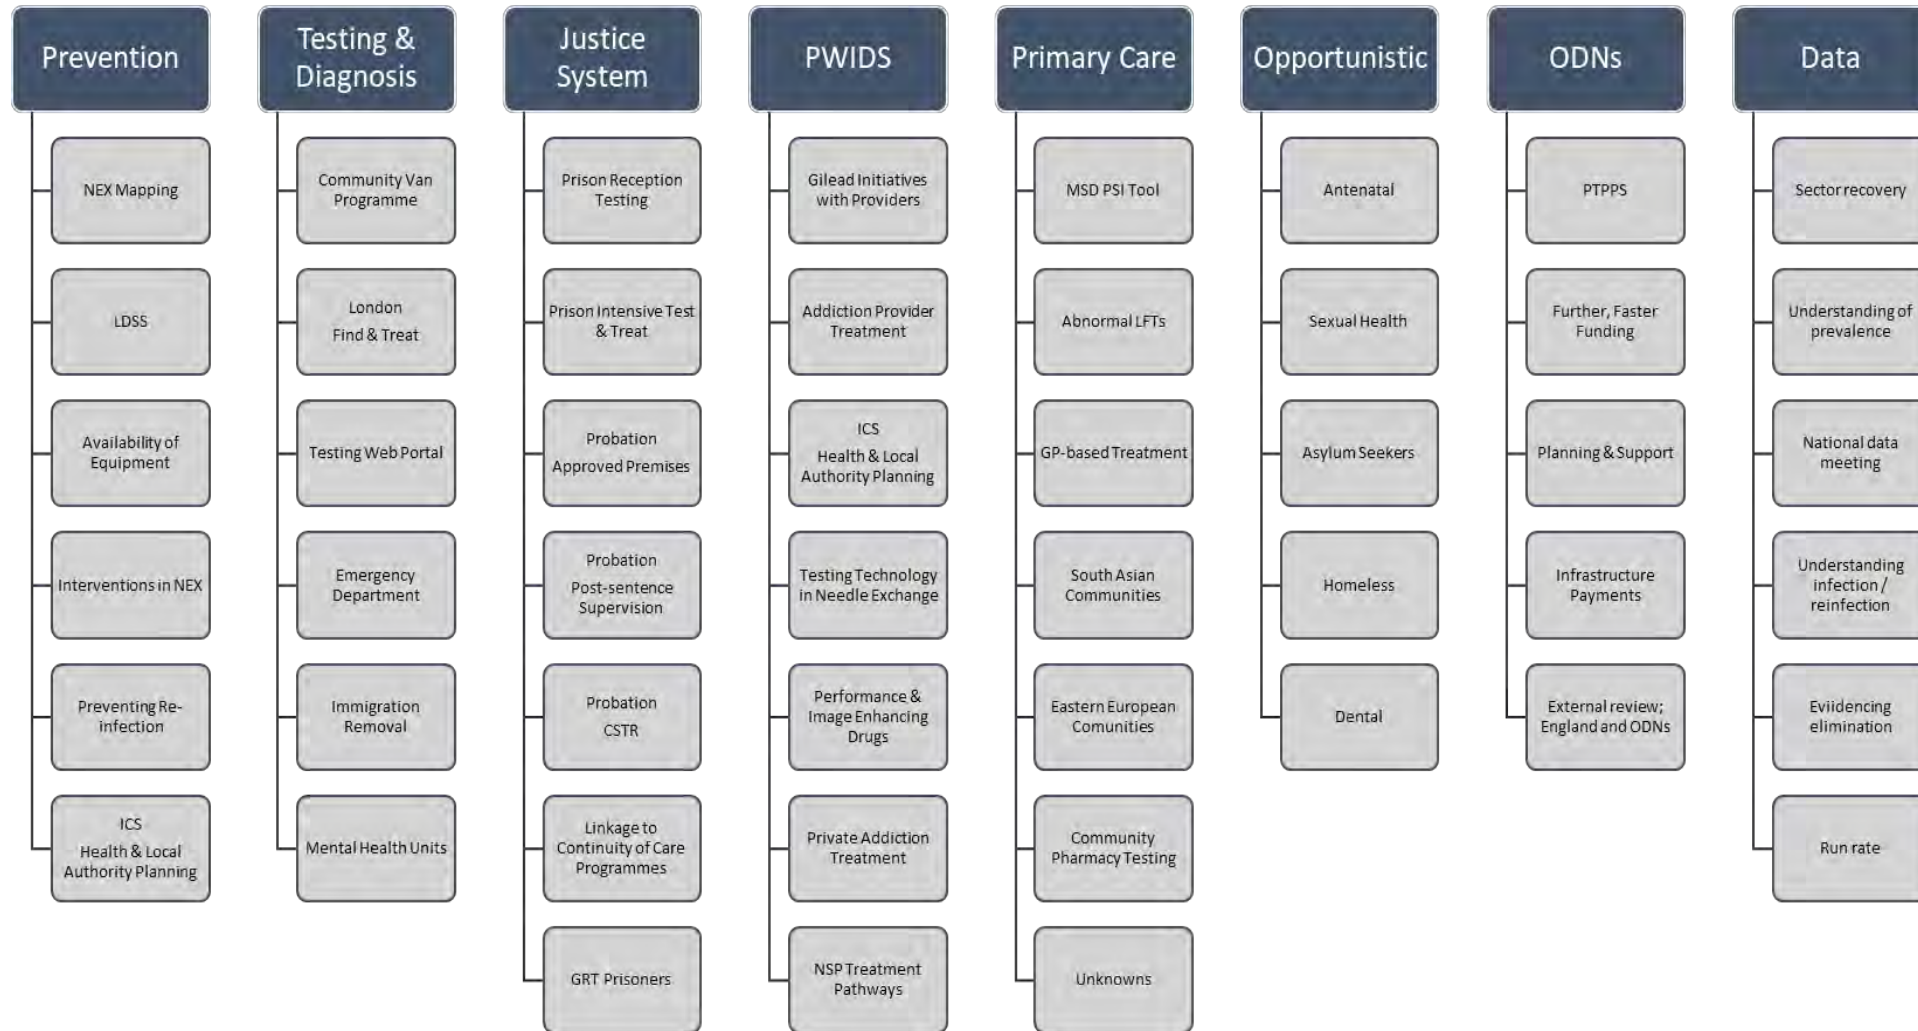 Prevention
NEX Mapping
LDSS
Availability of
Equipment
Interventions in NEX
Preventing Re-
infection
ICS
Health & Local
Authority Planning
Testing &
Diagnosis
Community Van
Programme
London
Find & Treat
Testing Web Portal
Emergency
Department
Immigration
Removal
Mental Health Units
Justice
System
Prison Reception
Testing
Prison Intensive Test
& Treat
Probation
Approved Premises
Probation
Post-sentence
Supervision
Probation
CSTR
Linkage to
Continuity of Care
Programmes
GRT Prisoners
PWIDS
Gilead Initiatives
with Providers
Addiction Provider
Treatment
ICS
Health & Local
Authority Planning
Testing Technology
in Needle Exchange
Performance &
Image Enhancing
Drugs
Private Addiction
Treatment
NSP Treatment
Pathways
Primary Care
MSD PSI Tool
Abnormal LFTs
GP-based Treatment
South Asian
Communities
Eastern European
Comunities
Community
Pharmacy Testing
Unknowns
Opportunistic
Antenatal
Sexual Health
Asylum Seekers
Homeless
Dental
ODNs
PTPPS
Further, Faster
Funding
Planning & Support
Infrastructure
Payments
External review;
England and ODNs
Data
Sector recovery
Understanding of
prevalence
National data
meeting
Understanding
infection /
reinfection
Eviidencing
elimination
Run rate